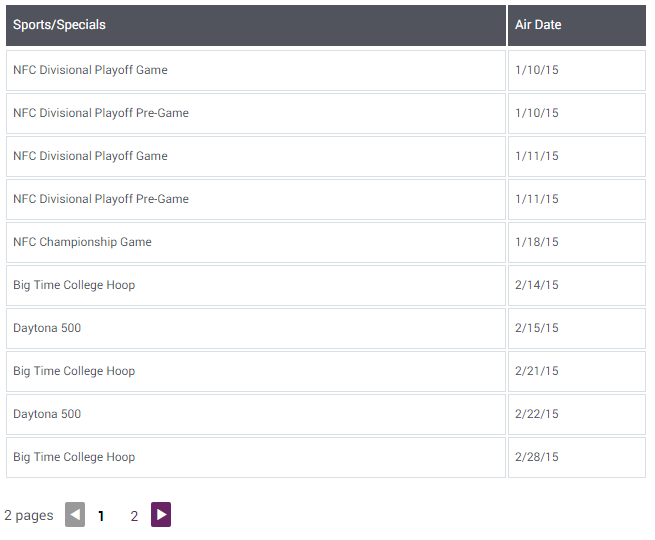 Sports/Specials Air Date
NFC Divisional Playoff Game 1/10/15
NFC Divisional Playoff Pre-Game 1/10/15
NFC Divisional Playoff Game 1/11/15
NFC Divisional Playoff Pre-Game 1/11/15
NFC Championship Game 1/18/15
Big Time College Hoop 2/14/15
Daytona 500 2/15/15
Big Time College Hoop 2/21/15
Daytona 500 2/22/15
Big Time College Hoop 2/28/15
2 pages 1 2